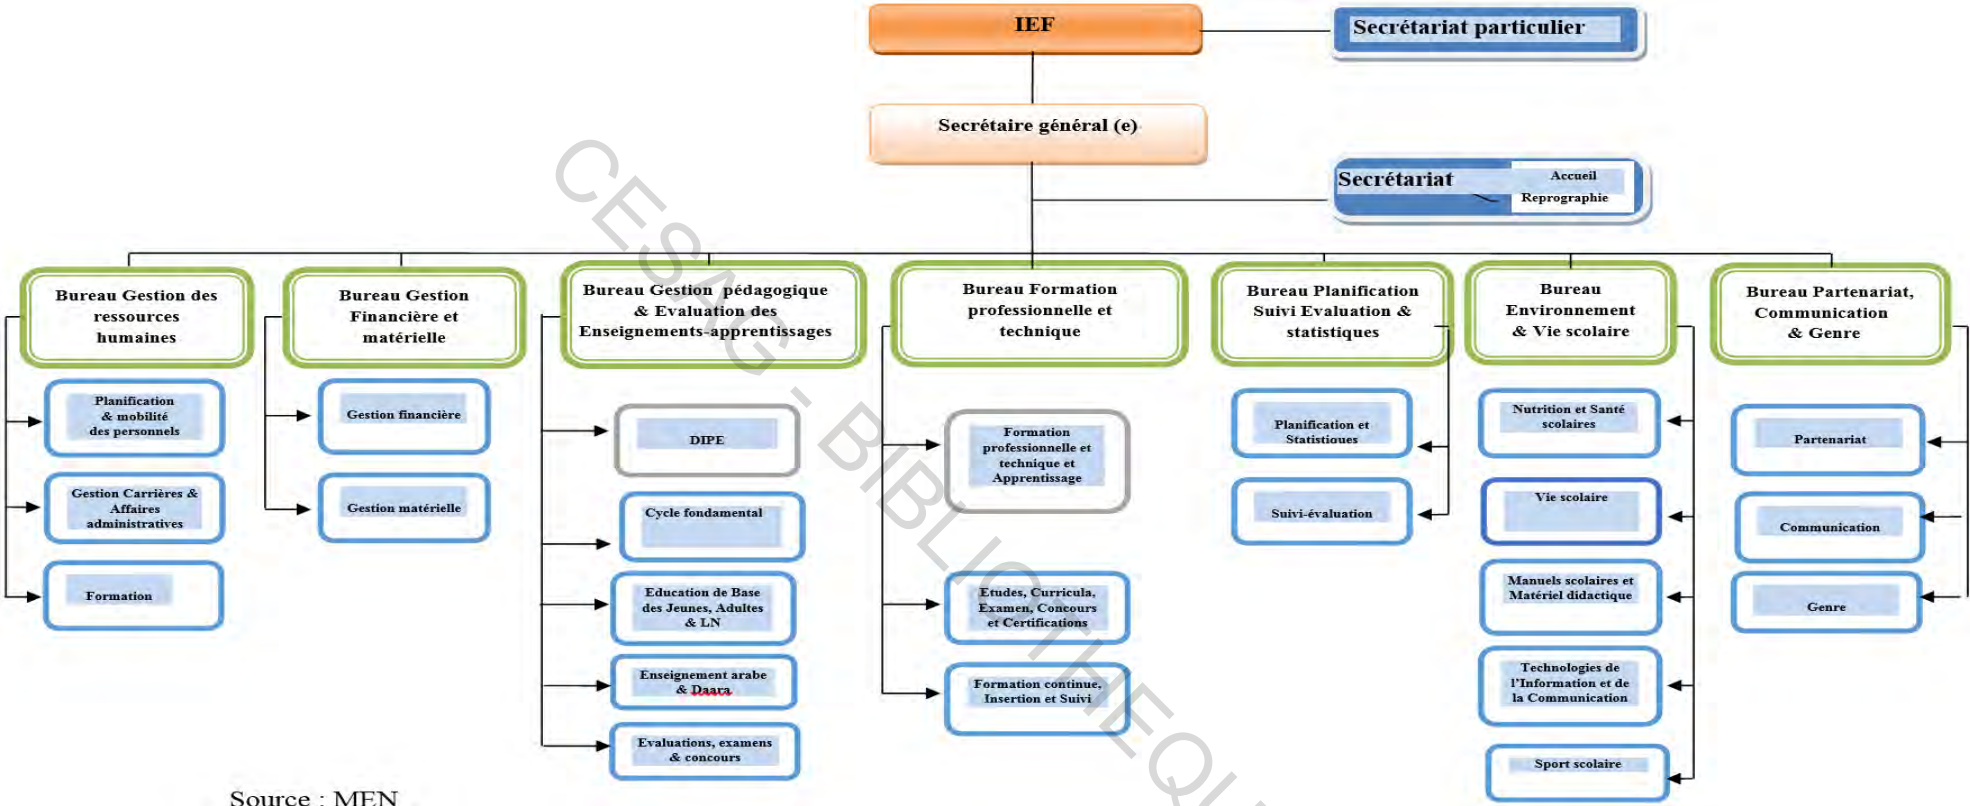 IEF
Secrétariat particulier
Secrétaire général (e)
Secrétariat
Accueil
Reprographie
Bureau Gestion des
ressources
humaines
Bureau Gestion
Financière et
matérielle
Bureau Gestion pédagogique
& Evaluation des
Enseignements-apprentissages
Bureau Formation
professionnelle et
technique
Bureau Planification
Suivi Evaluation &
statistiques
Bureau
Environnement
& Vie scolaire
Bureau Partenariat,
Communication
& Genre
Planification
& mobilité
des personnels
Gestion Carrières &
Affaires
administratives
Formation
Gestion financière
Gestion matérielle
DIPE
Cycle fondamental
Education de Base
des Jeunes, Adultes
& LN
Enseignement arabe
& Daara
Evaluations, examens
& concours
Formation
professionnelle et
technique et
Apprentissage
Etudes, Curricula,
Examen, Concours
et Certifications
Formation continue,
Insertion et Suivi
Planification et
Statistiques
Suivi-évaluation
Nutrition et Santé
scolaires
Vie scolaire
Manuels scolaires et
Matériel didactique
Technologies de
l'Information et de
la Communication
Sport scolaire
Partenariat
Communication
Genre
Source : MEN
CESAG - BIBLIOTHEQU